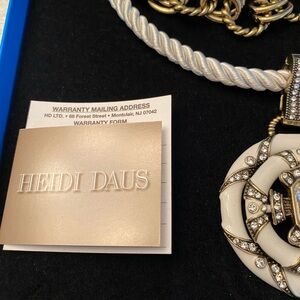 WARRANTY MAILING ADDRESS
HD LTD. • 68 Forest Street • Montclair, NJ 07042
WARRANTY FORM
HEIDI DAUS